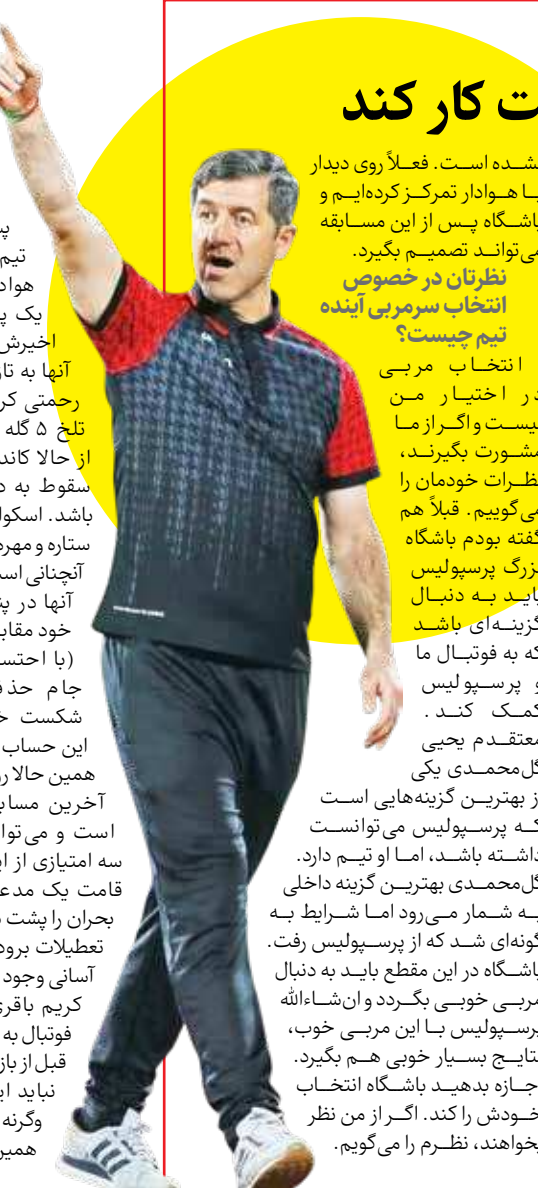 ت کار کند
نشده است. فعلاً روی دیدار
با هوادار تمرکز کرده‌ایم و
باشگاه پس از این مسابقه
می‌تواند تصمیم بگیرد.
نظرتان در خصوص
انتخاب سرمربی آینده
تیم چیست؟
انتخاب مربی
در اختیار من
نیست و اگر از ما
مشورت بگیرند،
نظرات خودمان را
می‌گوییم. قبلاً هم
گفته بودم باشگاه
بزرگ پرسپولیس
باید به دنبال
گزینه‌ای باشد
که به فوتبال ما
و پرسپولیس
کمک کند.
معتقدم یحیی
گل‌محمدی یکی
از بهترین گزینه‌هایی است
که پرسپولیس می‌توانست
داشته باشد، اما او تیم دارد.
گل‌محمدی بهترین گزینه داخلی
به شمار می‌رود اما شرایط به
گونه‌ای شد که از پرسپولیس رفت.
باشگاه در این مقطع باید به دنبال
مربی خوبی بگردد و ان‌شاءالله
پرسپولیس با این مربی خوب،
نتایج بسیار خوبی هم بگیرد.
اجازه بدهید باشگاه انتخاب
خودش را کند. اگر از من نظر
بخواهند، نظرم را می‌گویم.
تیم
هواد
یک پ
اخیرش
آنها به تا
رحمتی کر
تلخ ۵ گله
از حالا کاند
سقوط به د
باشد. اسکوا
ستاره و مهره
آنچنانی اس
آنها در پن
خود مقاب
(با احتس
جام حذف
شکست خ
این حساب
همین حالا رو
آخرین مساب
است و می‌توا
سه امتیازی از ای
قامت یک مدع
بحران را پشت
تعطیلات برود
آسانی وجود
کریم باقری
فوتبال به
قبل از باز
نباید ای
وگرنه
همین